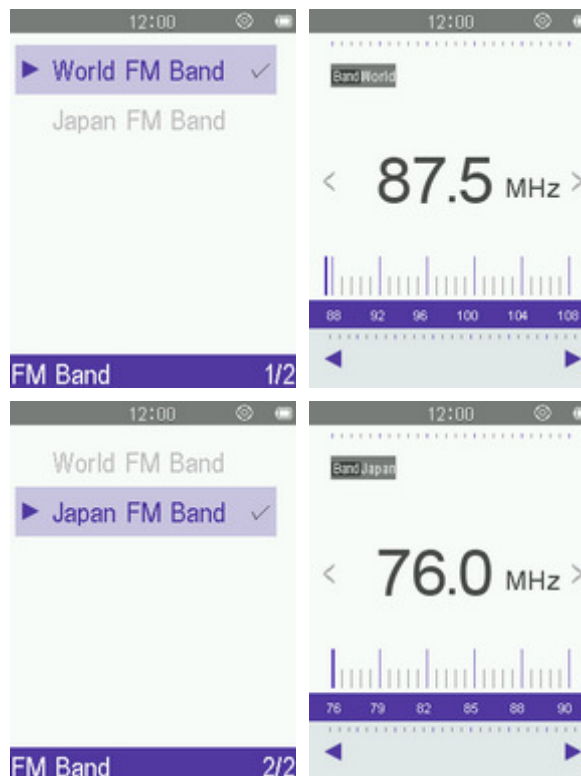 12:00
World FM Band
Japan FM Band
FM Band 1/2
12:00
Band World
< 87.5 MHz >
88 92 96 100 104 108
12:00
World FM Band
Japan FM Band
FM Band 2/2
12:00
Band Japan
< 76.0 MHz >
76 79 82 85 88 90